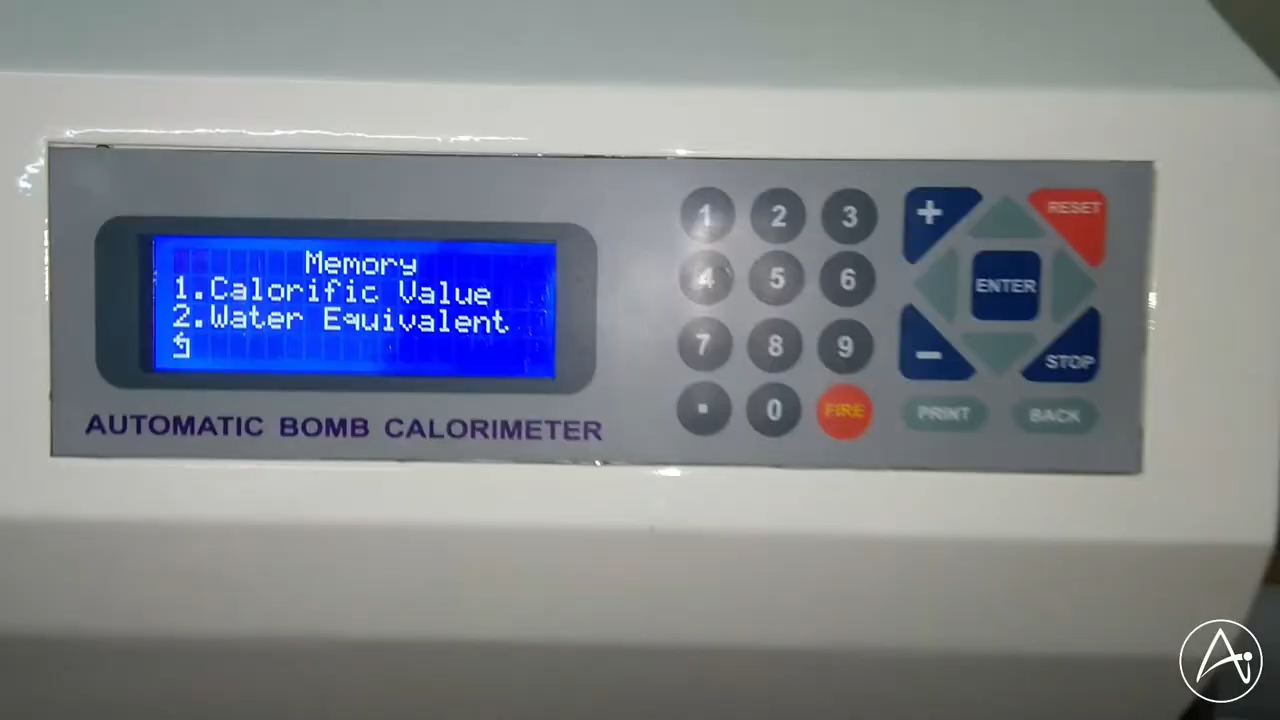 Memory
1.Calorific Value
2.Water Equivalent
AUTOMATIC BOMB CALORIMETER
1 2 3
4 5 6
7 8 9
. 0 FIRE
+ RESET
ENTER
- STOP
PRINT BACK
Ai